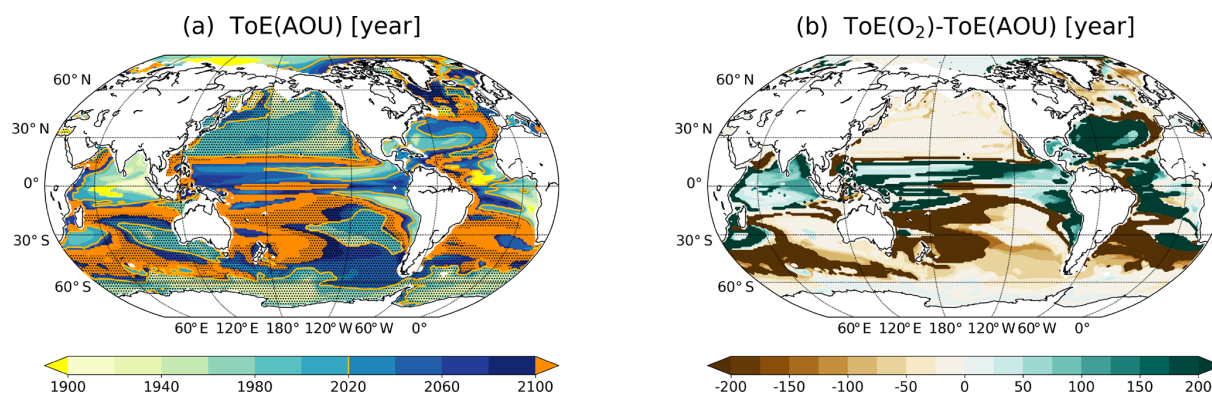 (a) ToE(AOU) [year]
60° N
30° N
0°
30° S
60° S
60°E 120°E 180° 120°W 60°W 0°
1900 1940 1980 2020 2060 2100
(b) ToE(O₂)-ToE(AOU) [year]
60° N
30° N
0°
30° S
60° S
60°E 120°E 180° 120°W 60°W 0°
-200 -150 -100 -50 0 50 100 150 200